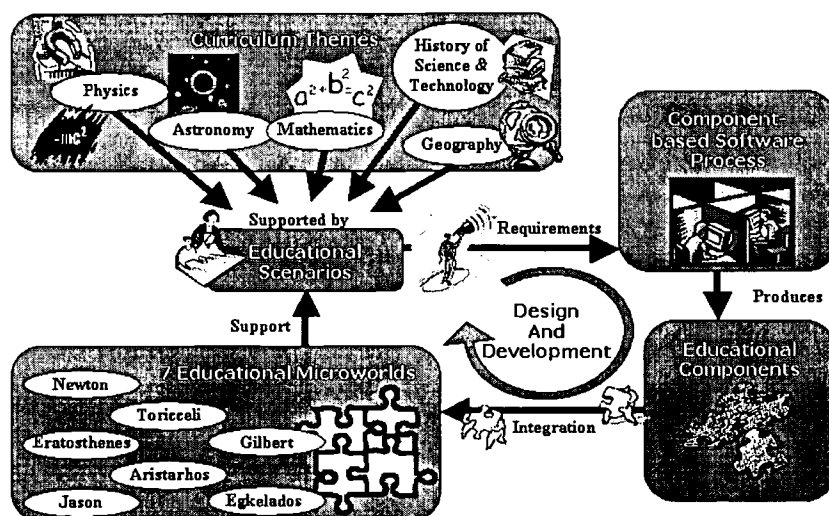 Curriculum Themes
Physics
Astronomy
a²+b²=c²
Mathematics
History of
Science &
Technology
Geography
Component-
based Software
Process
Supported by
Educational
Scenarios
Requirements
Produces
Support
Design
And
Development
7 Educational Microworlds
Newton
Toricceli
Eratosthenes
Gilbert
Aristarhos
Jason
Egkelados
Integration
Educational
Components